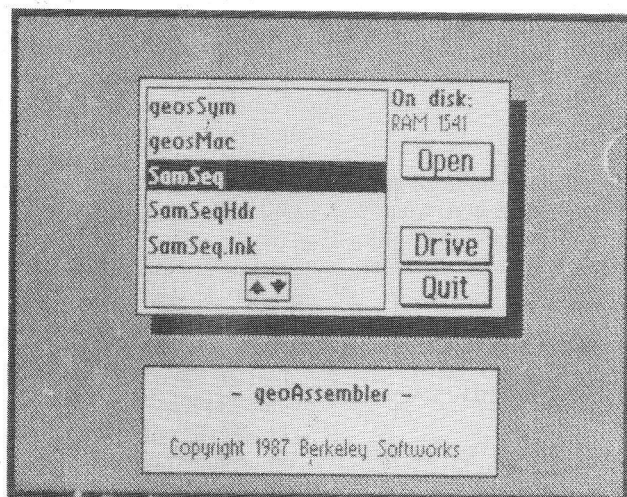 geosSym
geosMac
SamSeq
SamSeqHdr
SamSeq.lnk
On disk:
RAM 1541
Open
Drive
Quit
- geoAssembler -
Copyright 1987 Berkeley Softworks